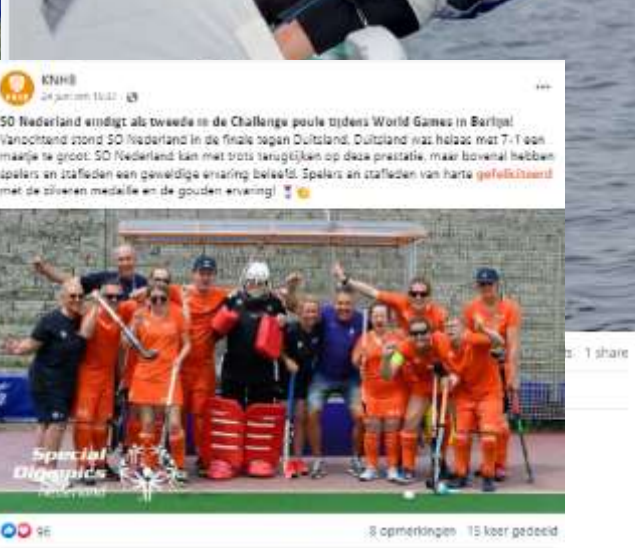 KNHB
24 juni om 16:32
SO Nederland eindigt als tweede in de Challenge poule tijdens World Games in Berlijn!
Vanochtend stond SO Nederland in de finale tegen Duitsland. Duitsland was helaas met 7-1 een
maatje te groot. SO Nederland kan met trots terugkijken op deze prestatie, maar bovenal hebben
spelers en stafleden een geweldige ervaring beleefd. Spelers en stafleden van harte gefeliciteerd
met de zilveren medaille en de gouden ervaring!
1 share
Special
Olympics
Nederland
96
8 opmerkingen 15 keer gedeeld